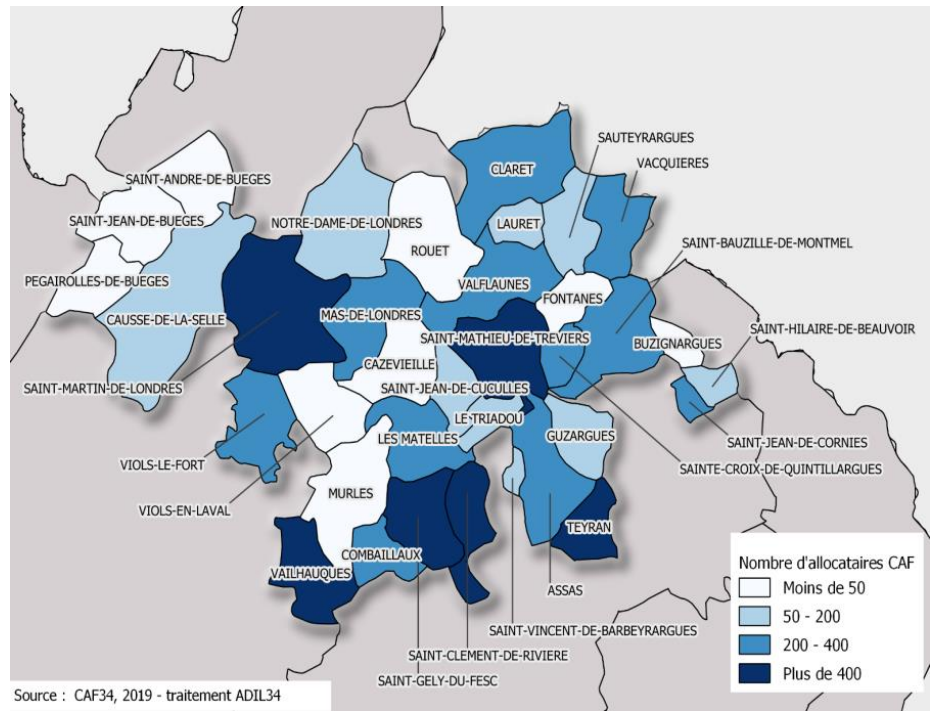 SAUTEYRARGUES
VACQUIERES
CLARET
SAINT-ANDRE-DE-BUEGES
SAINT-JEAN-DE-BUEGES
NOTRE-DAME-DE-LONDRES
LAURET
ROUET
SAINT-BAUZILLE-DE-MONTMEL
PEGAIROLLES-DE-BUEGES
VALFLAUNES
FONTANES
CAUSSE-DE-LA-SELLE
MAS-DE-LONDRES
SAINT-HILAIRE-DE-BEAUVOIR
SAINT-MATHIEU-DE-TREVIERS
BUZIGNARGUES
CAZEVIEILLE
SAINT-MARTIN-DE-LONDRES
SAINT-JEAN-DE-CUCULLES
LE TRIADOU
LES MATELLES
GUZARGUES
SAINT-JEAN-DE-CORNIES
VIOLS-LE-FORT
SAINTE-CROIX-DE-QUINTILLARGUES
MURLES
VIOLS-EN-LAVAL
TEYRAN
COMBAILLAUX
VAILHAUQUES
ASSAS
SAINT-VINCENT-DE-BARBEYRARGUES
SAINT-CLEMENT-DE-RIVIERE
SAINT-GELY-DU-FESC
Nombre d'allocataires CAF
Moins de 50
50 - 200
200 - 400
Plus de 400
Source : CAF34, 2019 - traitement ADIL34